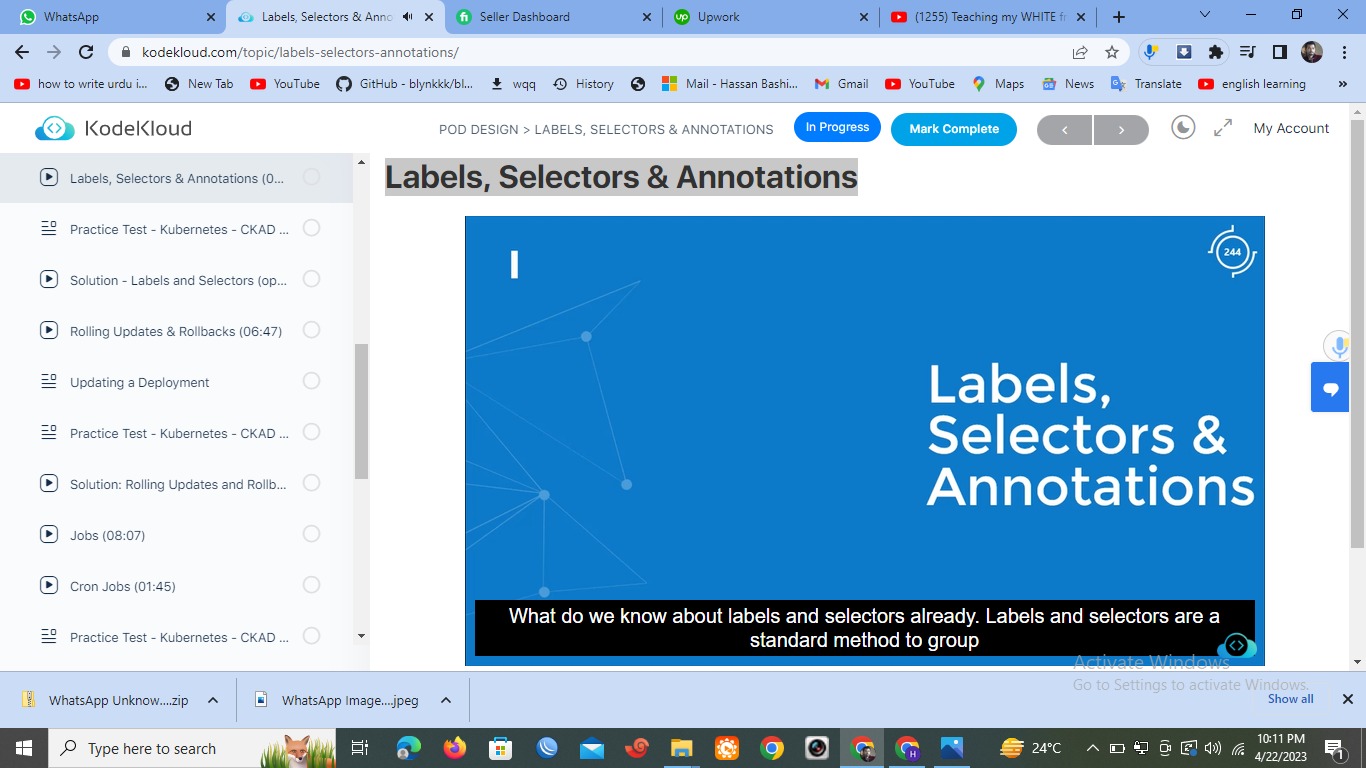 WhatsApp
Labels, Selectors & Anno
Seller Dashboard
Upwork
(1255) Teaching my WHITE fr
kodekloud.com/topic/labels-selectors-annotations/
how to write urdu i...
New Tab
YouTube
GitHub - blynkkk/bl...
wqq
History
Mail - Hassan Bashi...
Gmail
YouTube
Maps
News
Translate
english learning
»
KodeKloud
POD DESIGN > LABELS, SELECTORS & ANNOTATIONS
In Progress
Mark Complete
My Account
Labels, Selectors & Annotations (0...
Practice Test - Kubernetes - CKAD ...
Solution - Labels and Selectors (op...
Rolling Updates & Rollbacks (06:47)
Updating a Deployment
Practice Test - Kubernetes - CKAD ...
Solution: Rolling Updates and Rollb...
Jobs (08:07)
Cron Jobs (01:45)
Practice Test - Kubernetes - CKAD ...
Labels, Selectors & Annotations
244
Labels,
Selectors &
Annotations
What do we know about labels and selectors already. Labels and selectors are a
standard method to group
Activate Windows
Go to Settings to activate Windows.
WhatsApp Unknow....zip
WhatsApp Image....jpeg
Show all
Type here to search
24°C
10:11 PM
4/22/2023
1